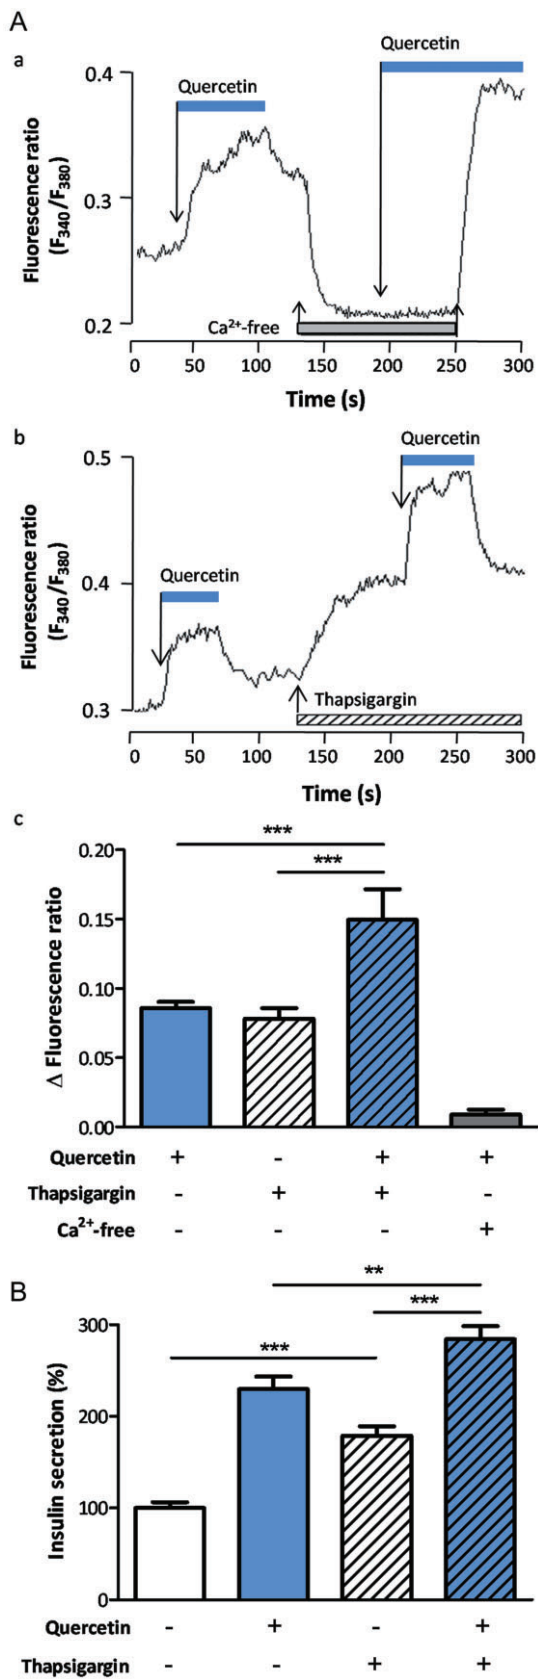 A
a
Quercetin
Quercetin
0.4
0.3
0.2
Fluorescence ratio
(F340/F380)
Ca2+-free
0 50 100 150 200 250 300
Time (s)
b
Quercetin
0.5
Quercetin
0.4
0.3
Fluorescence ratio
(F340/F380)
Thapsigargin
0 50 100 150 200 250 300
Time (s)
c
***
***
0.20
0.15
0.10
0.05
0.00
Δ Fluorescence ratio
Quercetin + - + +
Thapsigargin - + + -
Ca2+-free - - - +
B
**
***
***
300
200
100
0
Insulin secretion (%)
Quercetin - + - +
Thapsigargin - - + +